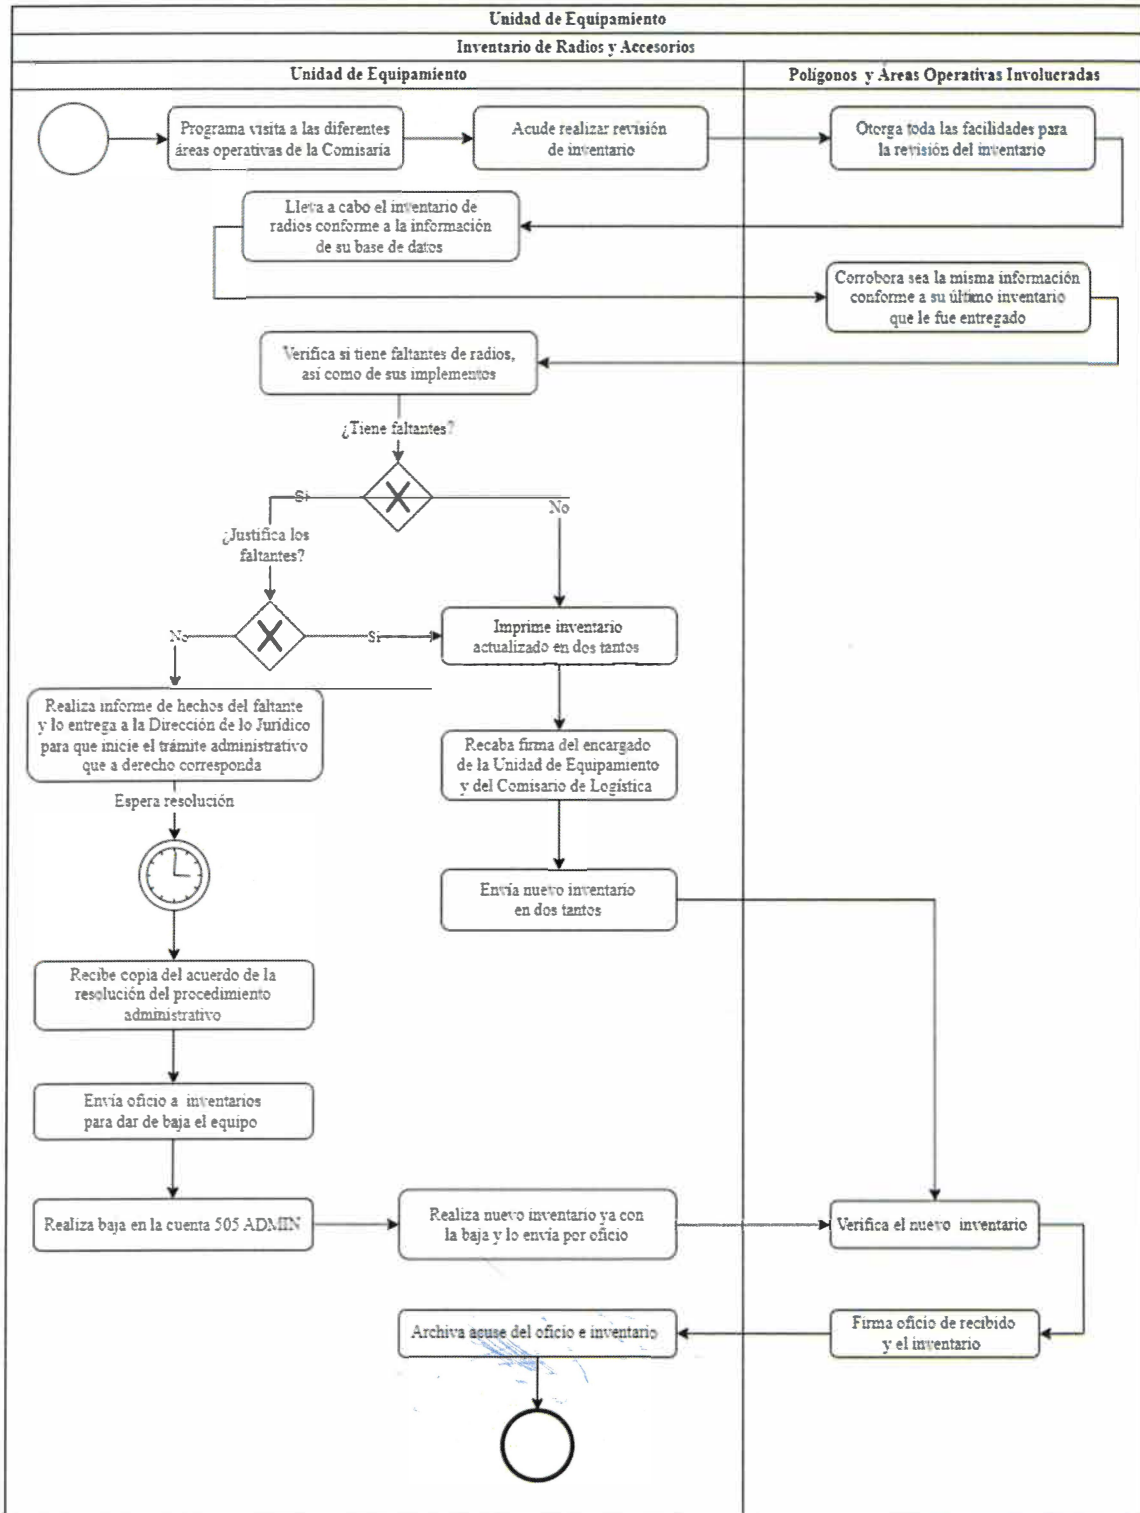 Unidad de Equipamiento
Inventario de Radios y Accesorios
Unidad de Equipamiento
Polígonos y Áreas Operativas Involucradas
Programa visita a las diferentes
áreas operativas de la Comisaría
Acude realizar revisión
de inventario
Otorga toda las facilidades para
la revisión del inventario
Lleva a cabo el inventario de
radios conforme a la información
de su base de datos
Corrobora sea la misma información
conforme a su último inventario
que le fue entregado
Verifica si tiene faltantes de radios,
así como de sus implementos
¿Tiene faltantes?
Si
No
¿Justifica los
faltantes?
No
Si
Imprime inventario
actualizado en dos tantos
Realiza informe de hechos del faltante
y lo entrega a la Dirección de lo Jurídico
para que inicie el trámite administrativo
que a derecho corresponda
Recaba firma del encargado
de la Unidad de Equipamiento
y del Comisario de Logística
Espera resolución
Envía nuevo inventario
en dos tantos
Recibe copia del acuerdo de la
resolución del procedimiento
administrativo
Envía oficio a inventarios
para dar de baja el equipo
Realiza baja en la cuenta 505 ADMIN
Realiza nuevo inventario ya con
la baja y lo envía por oficio
Verifica el nuevo inventario
Archiva acuse del oficio e inventario
Firma oficio de recibido
y el inventario